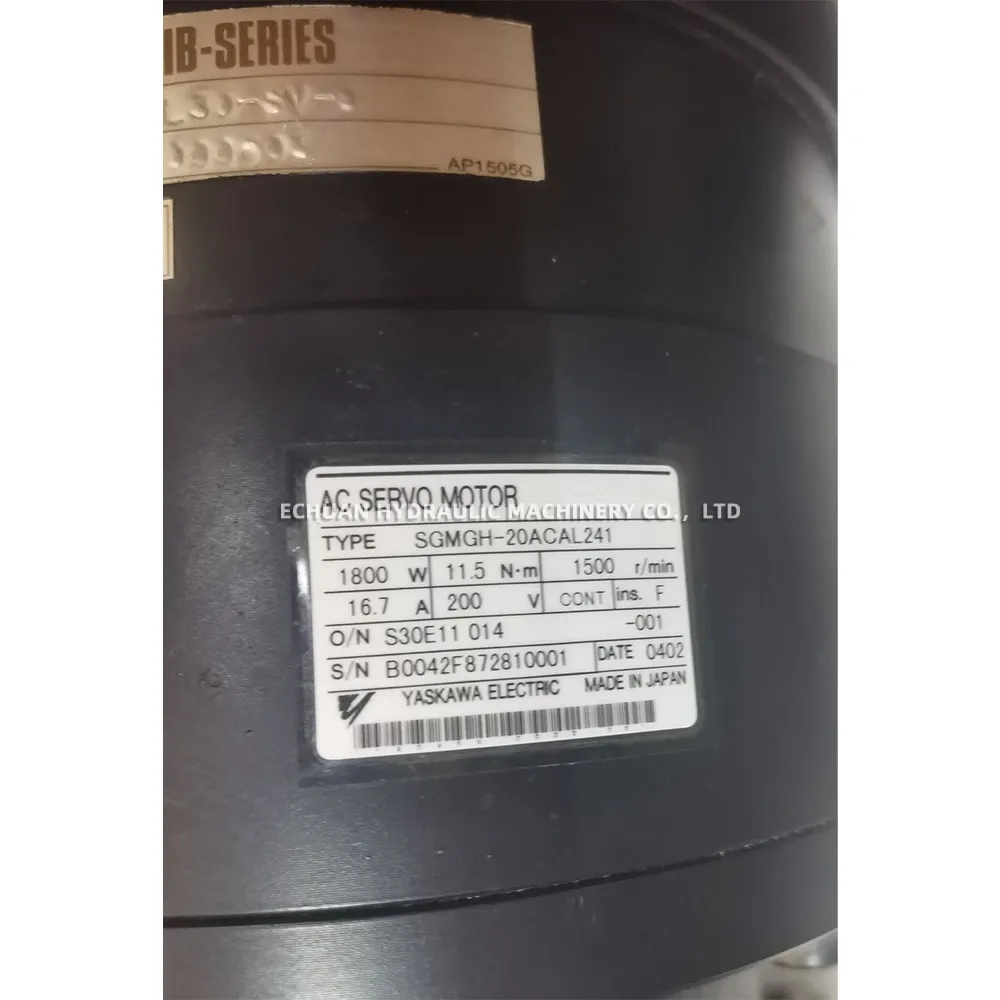 IB-SERIES
AP1505G
AC SERVO MOTOR
ECHUAN HYDRAULIC MACHINERY CO., LTD
TYPE SGMGH-20ACAL241
1800 W 11.5 N·m 1500 r/min
16.7 A 200 V CONT ins. F
O/N S30E11 014 -001
S/N B0042F872810001 DATE 0402
YASKAWA ELECTRIC MADE IN JAPAN